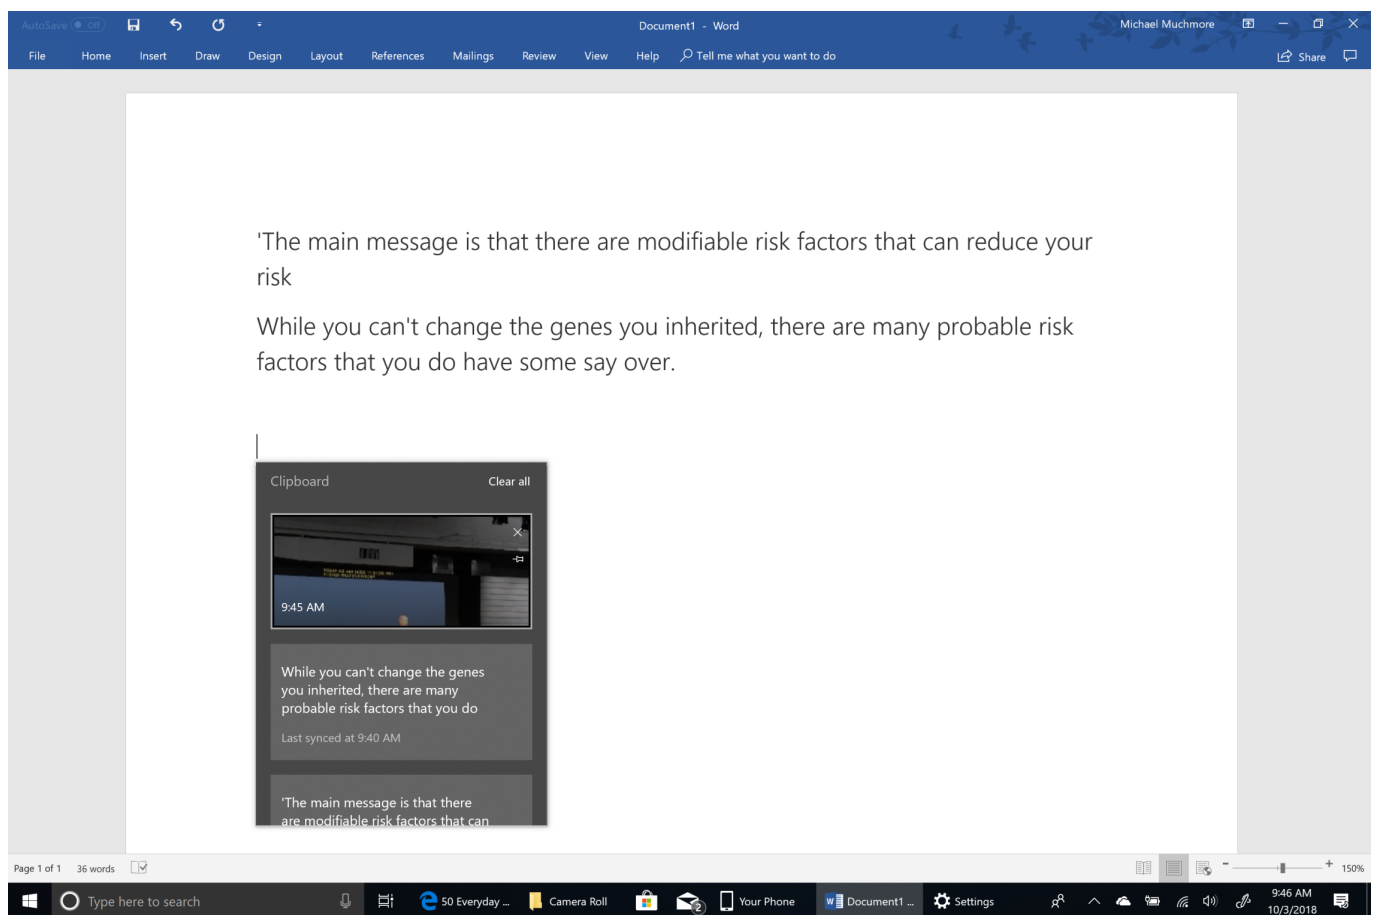 AutoSave Off
Document1 - Word
Michael Muchmore
File Home Insert Draw Design Layout References Mailings Review View Help Tell me what you want to do Share
'The main message is that there are modifiable risk factors that can reduce your
risk
While you can't change the genes you inherited, there are many probable risk
factors that you do have some say over.
Clipboard Clear all
9:45 AM
While you can't change the genes
you inherited, there are many
probable risk factors that you do
Last synced at 9:40 AM
'The main message is that there
are modifiable risk factors that can
Page 1 of 1 36 words 150%
Type here to search 50 Everyday ... Camera Roll 2 Your Phone Document1 ... Settings 9:46 AM
10/3/2018